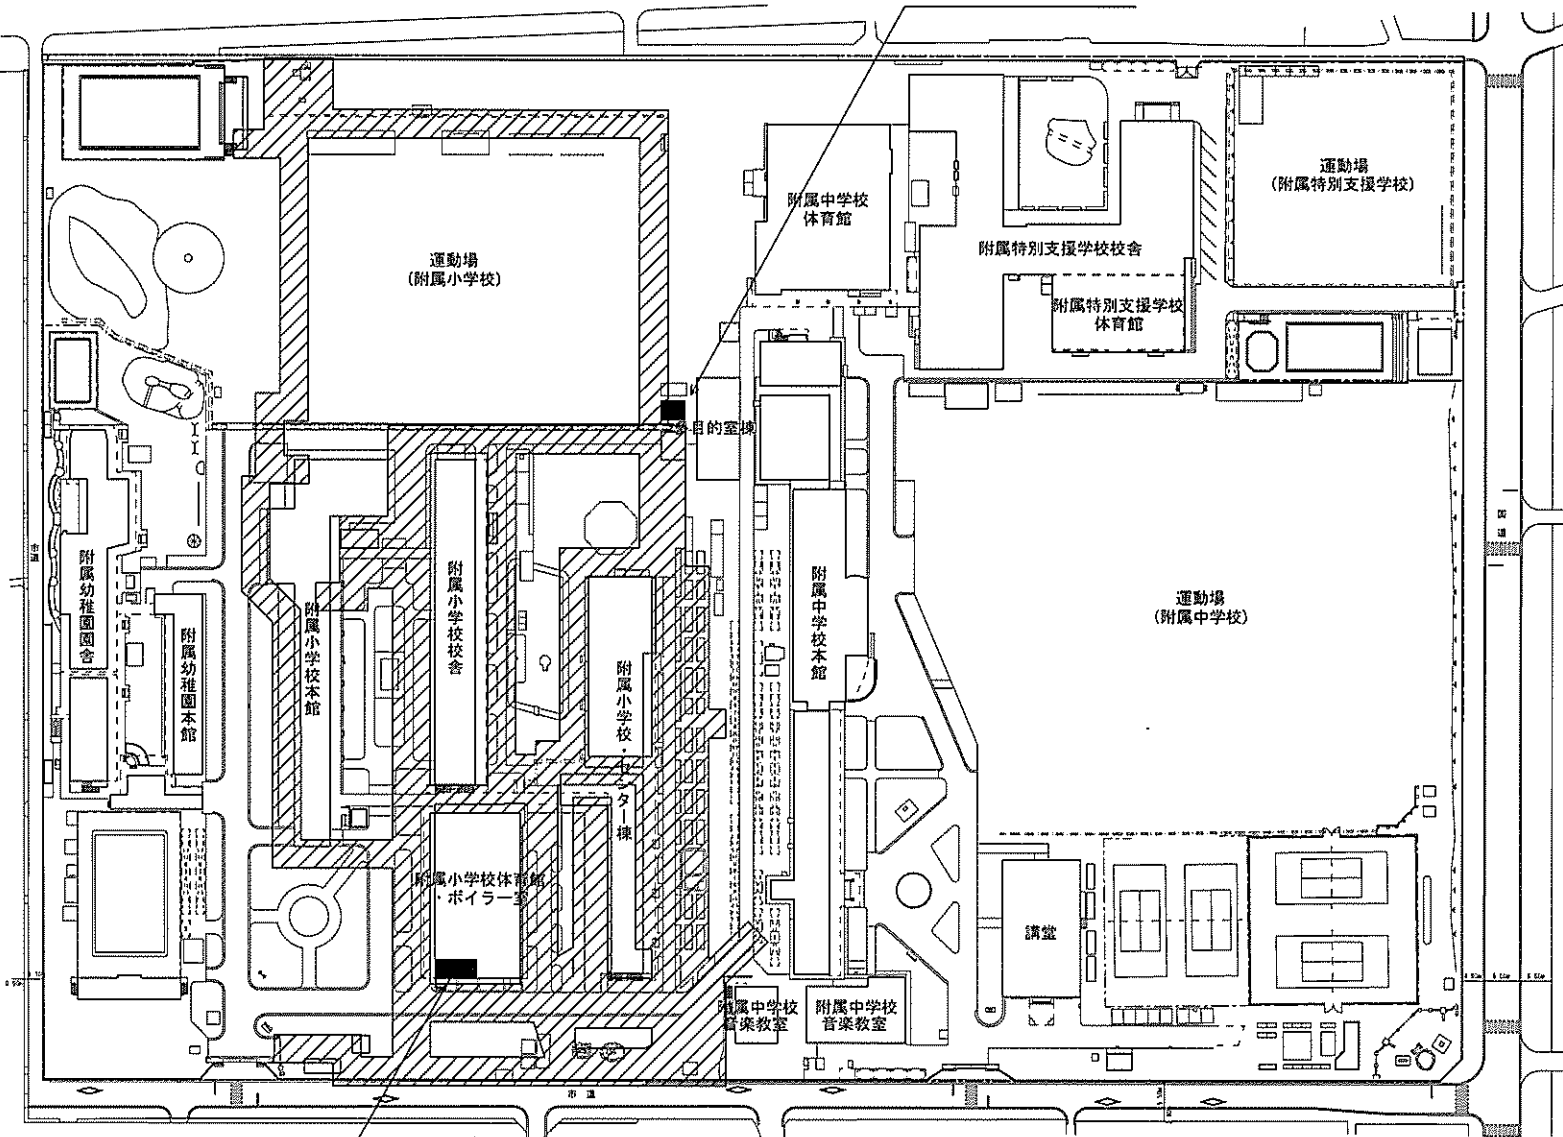 附属中学校
体育館
運動場
(附属特別支援学校)
附属特別支援学校校舎
運動場
(附属小学校)
附属特別支援学校
体育館
多目的室棟
国道
市道
附属幼稚園園舎
附属幼稚園本館
附属小学校本館
附属小学校校舎
附属小学校・センター棟
附属中学校本館
運動場
(附属中学校)
附属小学校体育館
・ボイラー室
講堂
附属中学校
音楽教室
附属中学校
音楽教室
市道